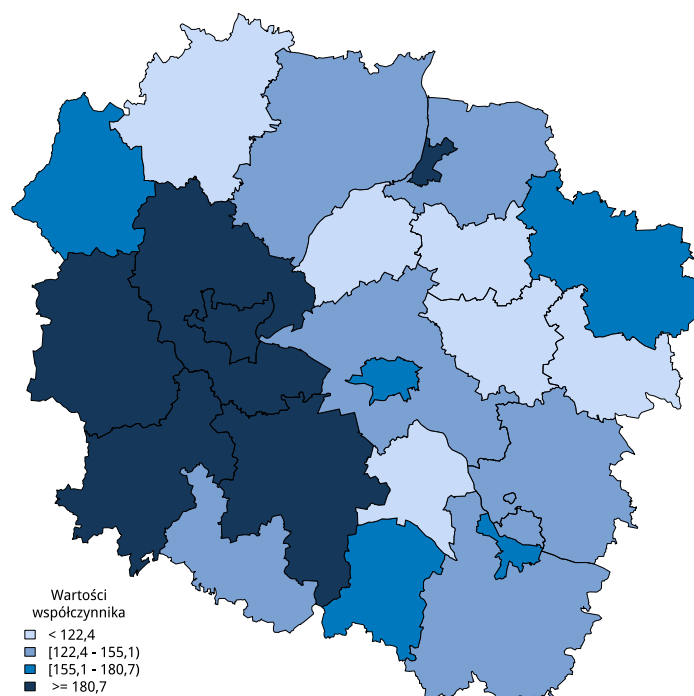 Wartości
współczynnika
< 122,4
[122,4 - 155,1)
[155,1 - 180,7)
>= 180,7